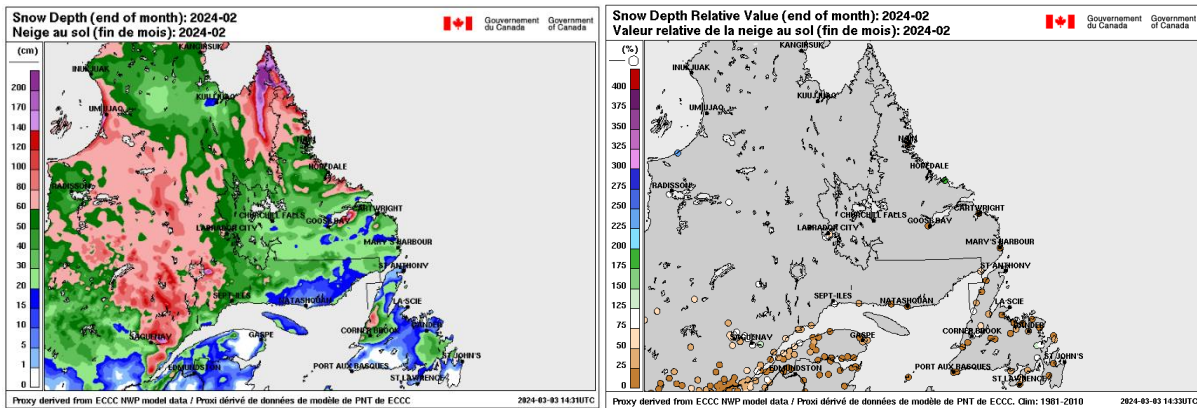 Snow Depth (end of month): 2024-02
Neige au sol (fin de mois): 2024-02
Gouvernement
du Canada
Government
of Canada
(cm)
200
170
140
120
100
80
60
50
40
30
20
15
10
5
1
0
KANGIRSUK
INUKJUAK
KUUJJUAQ
UMIUJAQ
NAIN
HOPEDALE
RADISSON
CARTWRIGHT
CHURCHILL FALLS
GOOSE BAY
LABRADOR CITY
MARY'S HARBOUR
ST ANTHONY
SEPT-ILES
NATASHQUAN
LA SCIE
GANDER
SAGUENAY
GASPE
CORNER BROOK
ST JOHN'S
EDMUNDSTON
PORT AUX BASQUES
ST LAWRENCE
Proxy derived from ECCC NWP model data / Proxi dérivé de données de modèle de PNT de ECCC
2024-03-03 14:31UTC
Snow Depth Relative Value (end of month): 2024-02
Valeur relative de la neige au sol (fin de mois): 2024-02
Gouvernement
du Canada
Government
of Canada
(%)
400
375
350
325
300
275
250
225
200
175
150
125
100
75
50
25
0
KANGIRSUK
INUKJUAK
KUUJJUAQ
UMIUJAQ
NAIN
HOPEDALE
RADISSON
CARTWRIGHT
CHURCHILL FALLS
GOOSE BAY
LABRADOR CITY
MARY'S HARBOUR
ST ANTHONY
SEPT-ILES
NATASHQUAN
LA SCIE
GANDER
SAGUENAY
GASPE
CORNER BROOK
ST JOHN'S
EDMUNDSTON
PORT AUX BASQUES
ST LAWRENCE
Proxy derived from ECCC NWP model data / Proxi dérivé de données de modèle de PNT de ECCC. Clim: 1981-2010
2024-03-03 14:33UTC